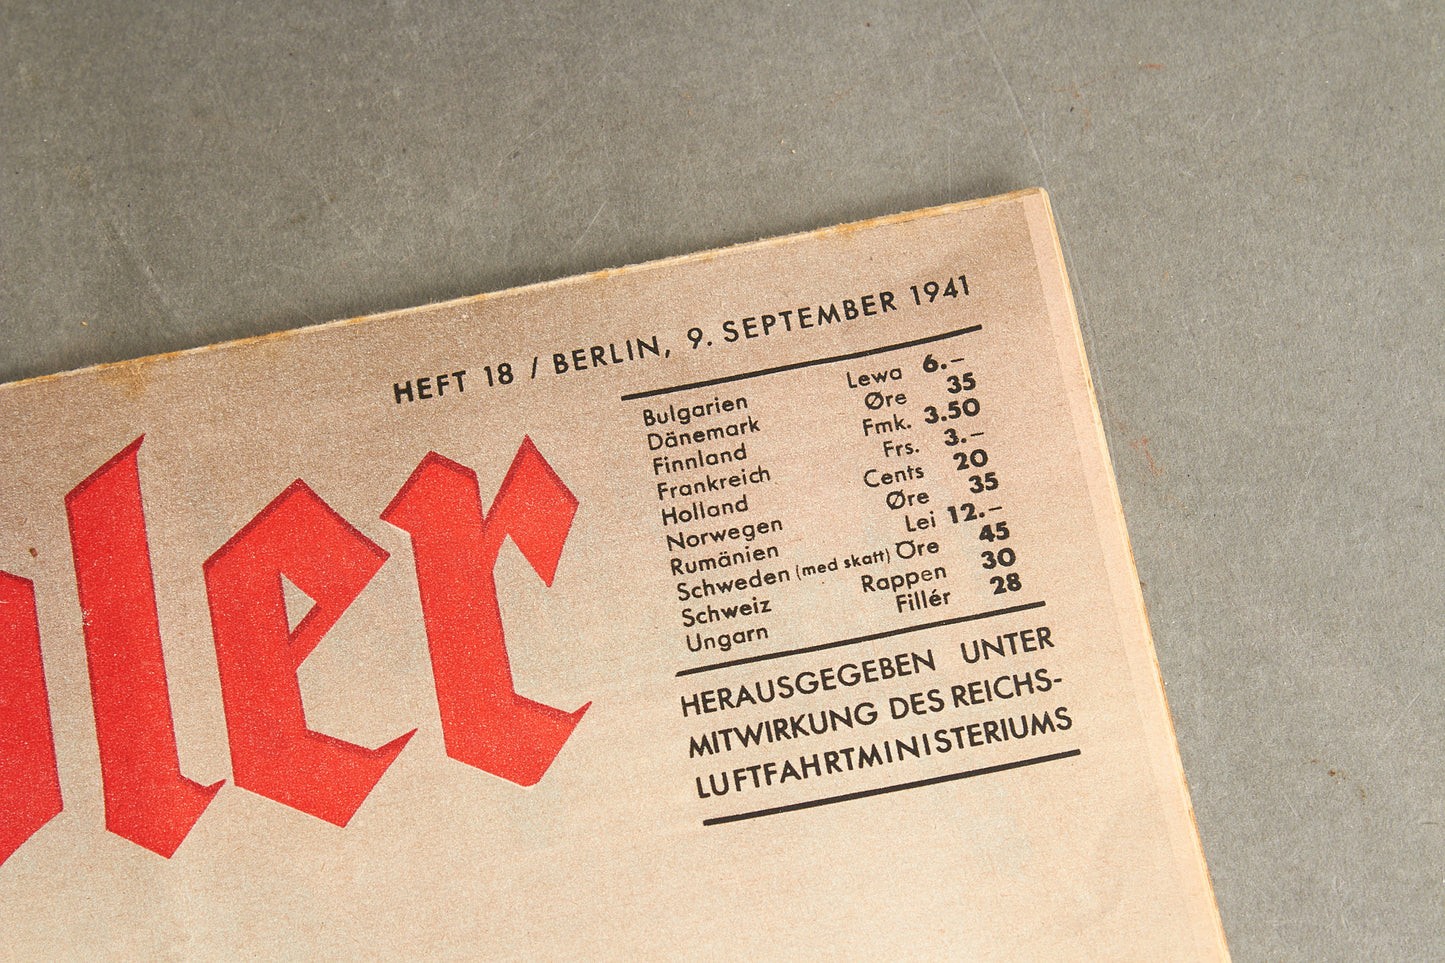 HEFT 18 / BERLIN, 9. SEPTEMBER 1941
ler
Bulgarien Lewa 6.–
Dänemark Øre 35
Finnland Fmk. 3.50
Frankreich Frs. 3.–
Holland Cents 20
Norwegen Øre 35
Rumänien Lei 12.–
Schweden (med skatt) Öre 45
Schweiz Rappen 30
Ungarn Fillér 28
HERAUSGEGEBEN UNTER
MITWIRKUNG DES REICHS-
LUFTFAHRTMINISTERIUMS